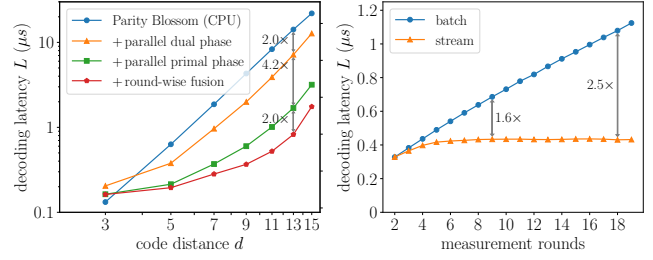 decoding latency L (μs)
10
1
0.1
Parity Blossom (CPU)
+parallel dual phase
+parallel primal phase
+round-wise fusion
2.0×
4.2×
2.0×
3 5 7 9 11 13 15
code distance d
decoding latency L (μs)
1.2
1.0
0.8
0.6
0.4
0.2
0.0
batch
stream
1.6×
2.5×
2 4 6 8 10 12 14 16 18
measurement rounds